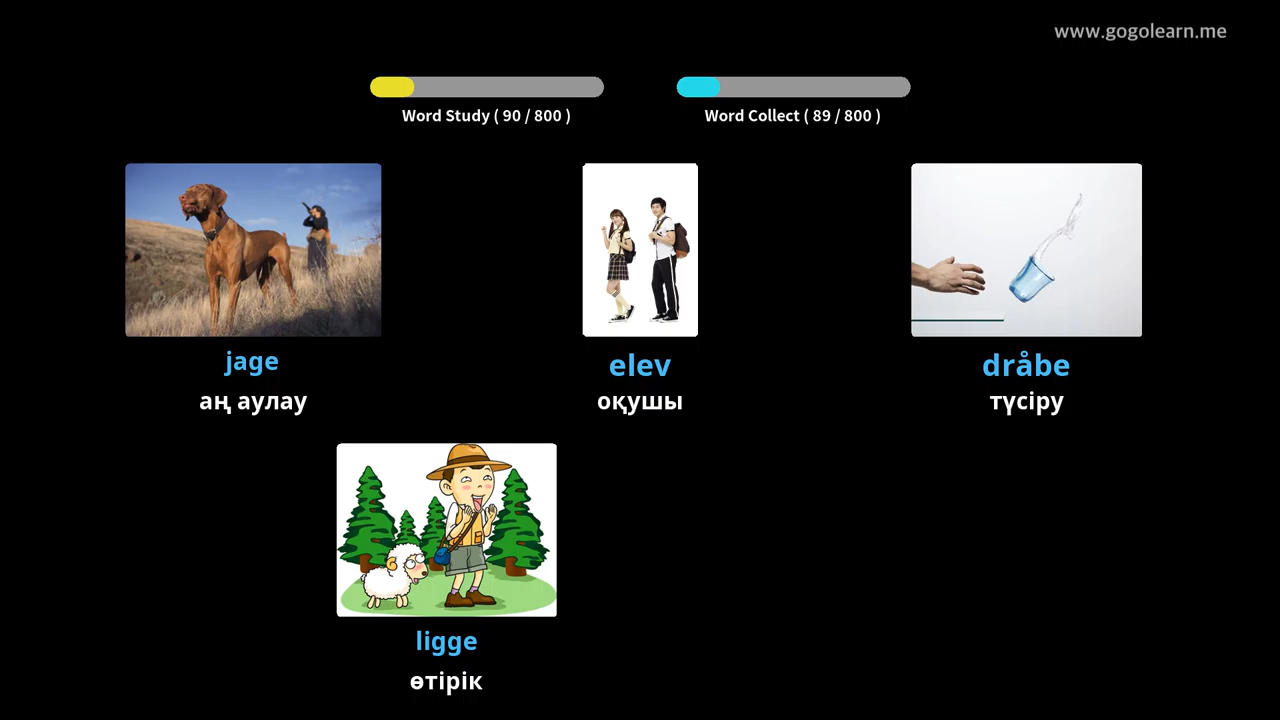 www.gogolearn.me
Word Study ( 90 / 800 )
Word Collect ( 89 / 800 )
jage
аң аулау
elev
оқушы
dråbe
түсіру
ligge
өтірік